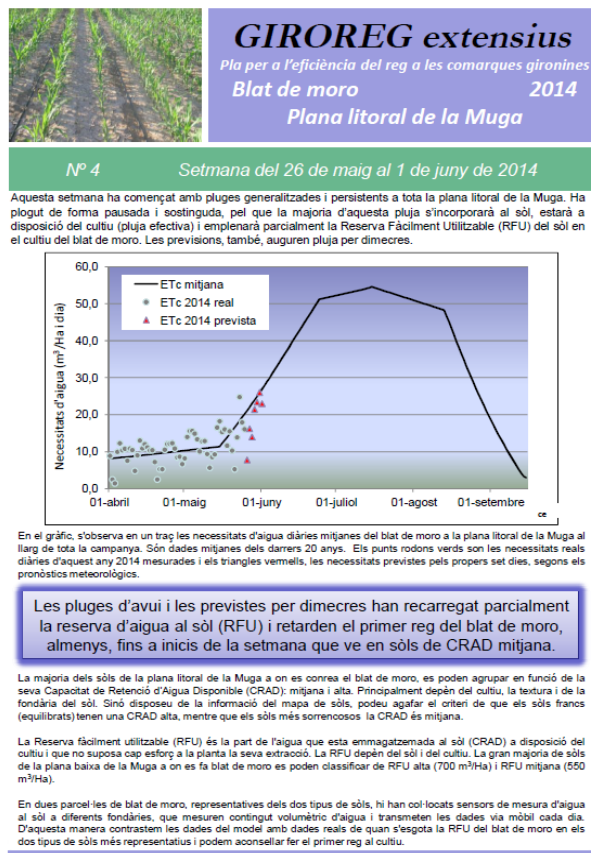 GIROREG extensius
Pla per a l'eficiència del reg a les comarques gironines
Blat de moro 2014
Plana litoral de la Muga
Nº 4 Setmana del 26 de maig al 1 de juny de 2014
Aquesta setmana ha començat amb pluges generalitzades i persistents a tota la plana litoral de la Muga. Ha
plogut de forma pausada i sostinguda, pel que la majoria d'aquesta pluja s'incorporarà al sòl, estarà a
disposició del cultiu (pluja efectiva) i emplenarà parcialment la Reserva Fàcilment Utilitzable (RFU) del sòl en
el cultiu del blat de moro. Les previsions, també, auguren pluja per dimecres.
Necessitats d'aigua (m³/Ha i dia)
60,0
50,0
40,0
30,0
20,0
10,0
0,0
ETc mitjana
ETc 2014 real
ETc 2014 prevista
01-abril 01-maig 01-juny 01-juliol 01-agost 01-setembre
ce
En el gràfic, s'observa en un traç les necessitats d'aigua diàries mitjanes del blat de moro a la plana litoral de la Muga al
llarg de tota la campanya. Són dades mitjanes dels darrers 20 anys. Els punts rodons verds son les necessitats reals
diàries d'aquest any 2014 mesurades i els triangles vermells, les necessitats previstes pels propers set dies, segons els
pronòstics meteorològics.
Les pluges d'avui i les previstes per dimecres han recarregat parcialment
la reserva d'aigua al sòl (RFU) i retarden el primer reg del blat de moro,
almenys, fins a inicis de la setmana que ve en sòls de CRAD mitjana.
La majoria dels sòls de la plana litoral de la Muga a on es conrea el blat de moro, es poden agrupar en funció de la
seva Capacitat de Retenció d'Aigua Disponible (CRAD): mitjana i alta. Principalment depèn del cultiu, la textura i de la
fondària del sòl. Sinó disposeu de la informació del mapa de sòls, podeu agafar el criteri de que els sòls francs
(equilibrats) tenen una CRAD alta, mentre que els sòls més sorrencosos la CRAD és mitjana.
La Reserva fàcilment utilitzable (RFU) és la part de l'aigua que esta emmagatzemada al sòl (CRAD) a disposició del
cultiu i que no suposa cap esforç a la planta la seva extracció. La RFU depèn del sòl i del cultiu. La gran majoria de sòls
de la plana baixa de la Muga a on es fa blat de moro es poden classificar de RFU alta (700 m³/Ha) i RFU mitjana (550
m³/Ha).
En dues parcel·les de blat de moro, representatives dels dos tipus de sòls, hi han col·locats sensors de mesura d'aigua
al sòl a diferents fondàries, que mesuren contingut volumètric d'aigua i transmeten les dades via mòbil cada dia.
D'aquesta manera contrastem les dades del model amb dades reals de quan s'esgota la RFU del blat de moro en els
dos tipus de sòls més representatius i podem aconsellar fer el primer reg al cultiu.